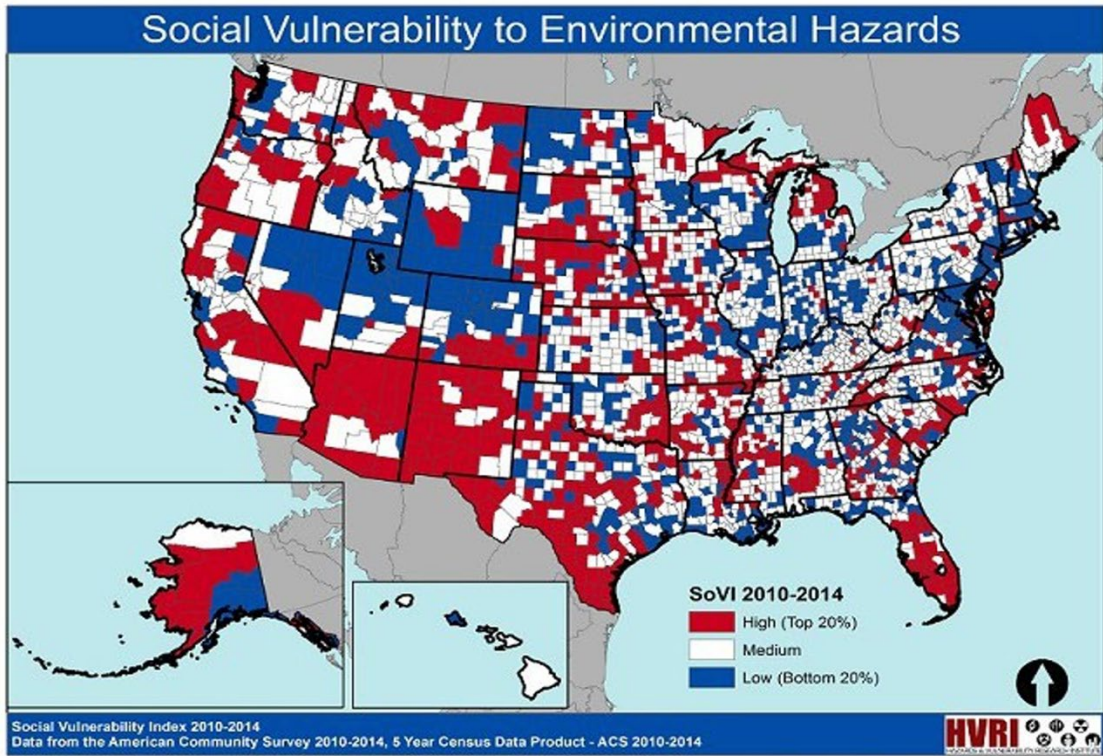 Social Vulnerability to Environmental Hazards
SoVI 2010-2014
High (Top 20%)
Medium
Low (Bottom 20%)
Social Vulnerability Index 2010-2014
Data from the American Community Survey 2010-2014, 5 Year Census Data Product - ACS 2010-2014
HVRI